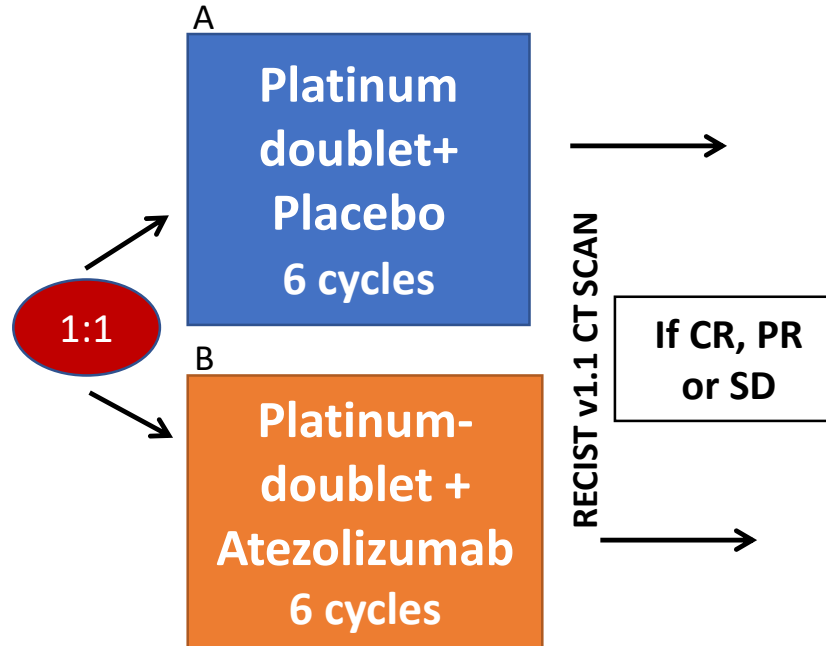 A
Platinum
doublet+
Placebo
6 cycles
1:1
B
Platinum-
doublet +
Atezolizumab
6 cycles
RECIST v1.1 CT SCAN
If CR, PR
or SD